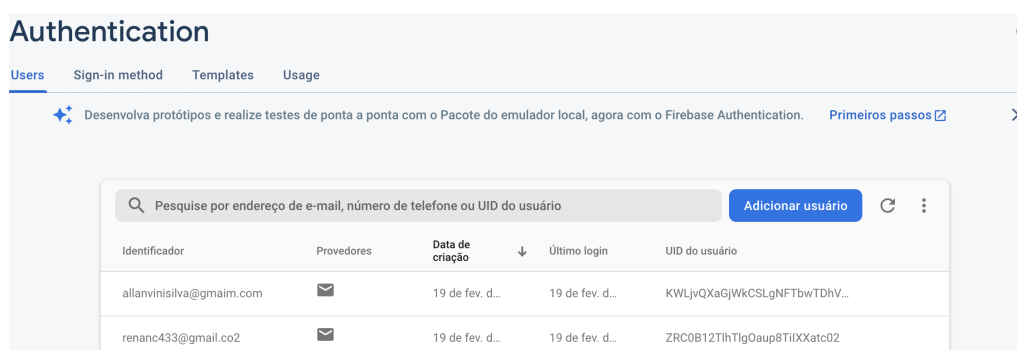 Authentication
Users Sign-in method Templates Usage
Desenvolva protótipos e realize testes de ponta a ponta com o Pacote do emulador local, agora com o Firebase Authentication. Primeiros passos
Pesquise por endereço de e-mail, número de telefone ou UID do usuário Adicionar usuário
Identificador Provedores Data de criação Último login UID do usuário
allanvinisilva@gmaim.com 19 de fev. d... 19 de fev. d... KWLjvQXaGjWkCSLgNFTbwTDhV...
renanc433@gmail.co2 19 de fev. d... 19 de fev. d... ZRC0B12TlhTlgOaup8TiIXXatc02